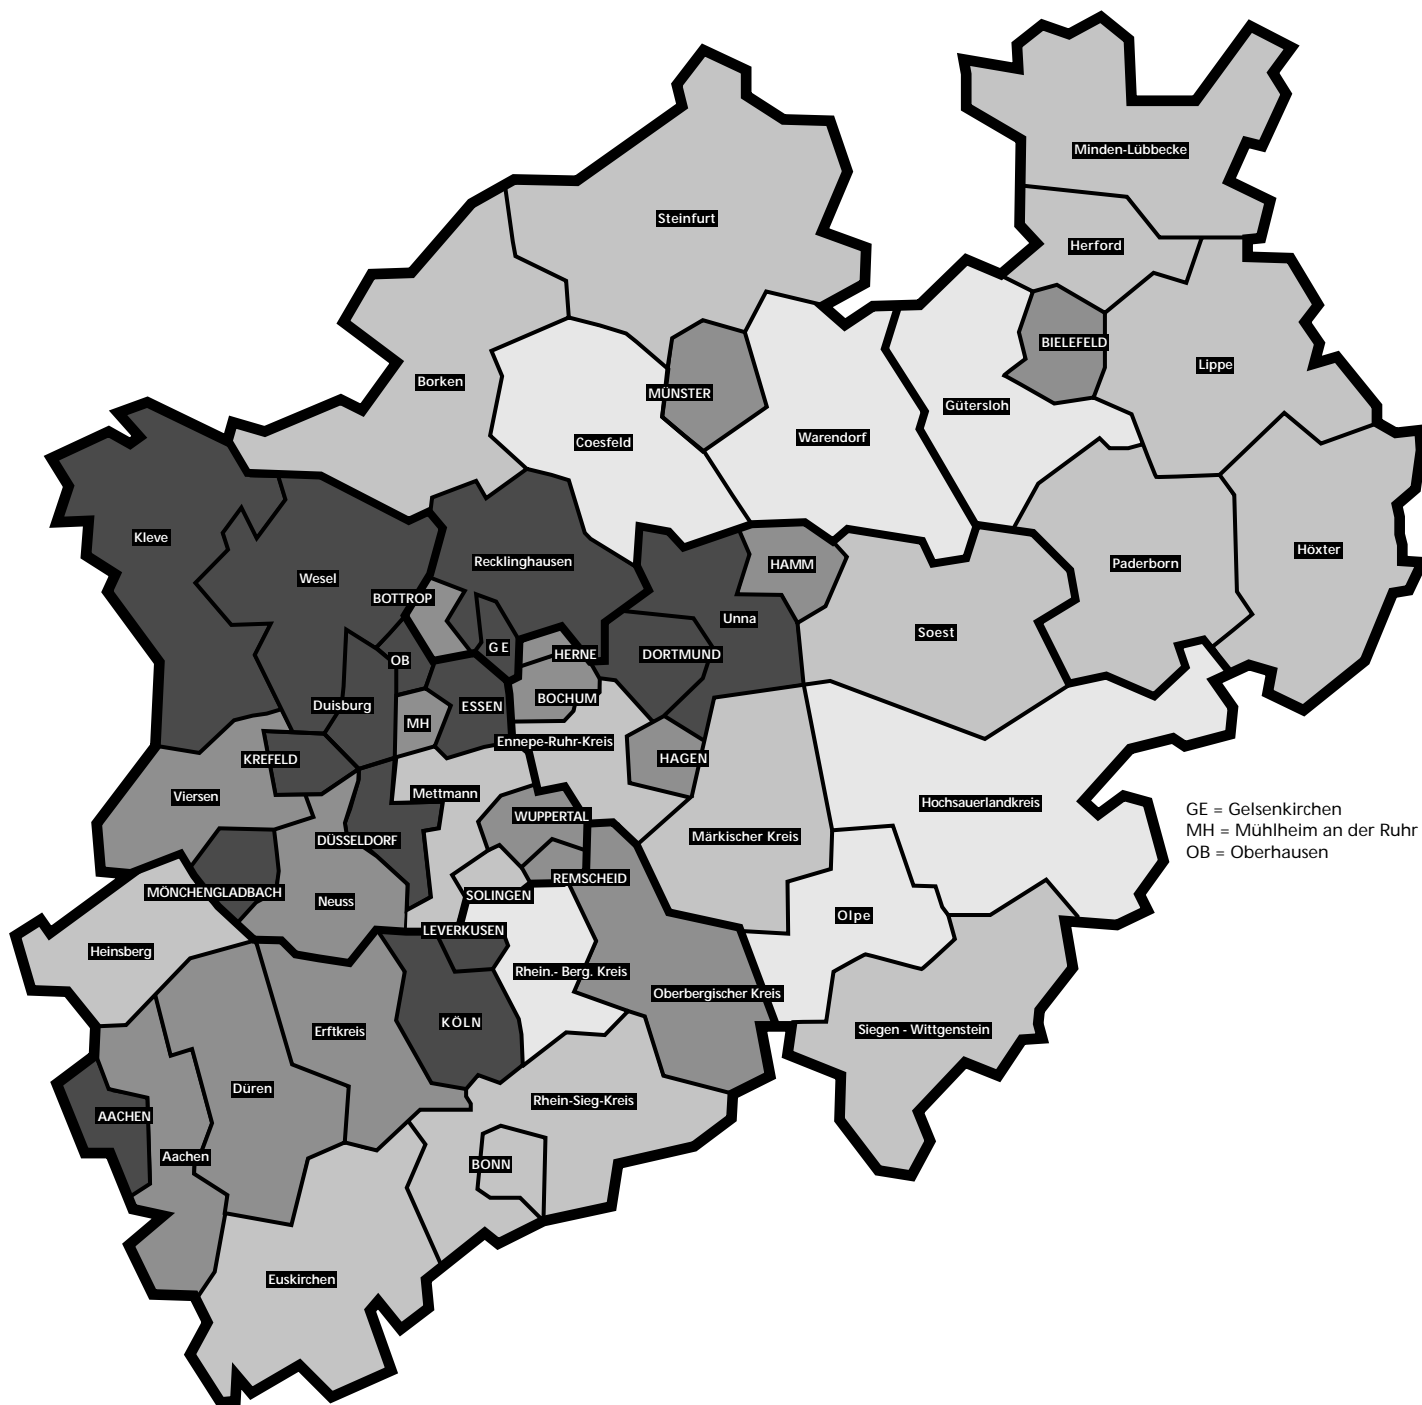 Minden-Lübbecke
Steinfurt
Herford
BIELEFELD
Lippe
Borken
MÜNSTER
Gütersloh
Coesfeld
Warendorf
Kleve
Recklinghausen
HAMM
Höxter
Paderborn
Wesel
BOTTROP
Unna
Soest
GE
HERNE
DORTMUND
OB
BOCHUM
Duisburg
ESSEN
MH
Ennepe-Ruhr-Kreis
KREFELD
HAGEN
Viersen
Mettmann
Hochsauerlandkreis
GE = Gelsenkirchen
MH = Mühlheim an der Ruhr
OB = Oberhausen
WUPPERTAL
DÜSSELDORF
Märkischer Kreis
REMSCHEID
MÖNCHENGLADBACH
SOLINGEN
Neuss
Olpe
LEVERKUSEN
Heinsberg
Rhein.- Berg. Kreis
Oberbergischer Kreis
KÖLN
Erftkreis
Siegen - Wittgenstein
Düren
Rhein-Sieg-Kreis
AACHEN
Aachen
BONN
Euskirchen